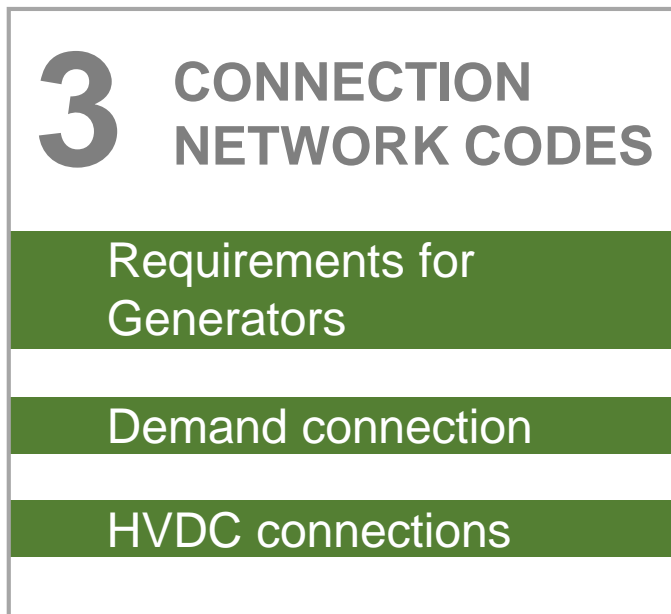 3 CONNECTION
NETWORK CODES
Requirements for
Generators
Demand connection
HVDC connections